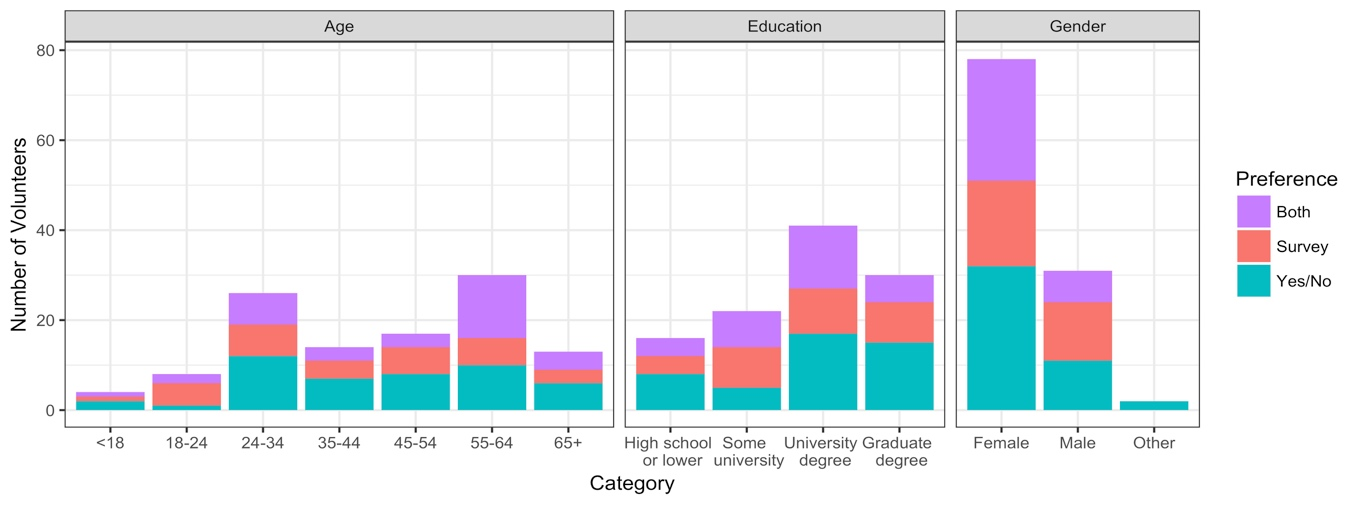 Age Education Gender
80
60
40
20
0
Number of Volunteers
<18 18-24 24-34 35-44 45-54 55-64 65+ High school Some University Graduate Female Male Other
or lower university degree degree
Category
Preference
Both
Survey
Yes/No